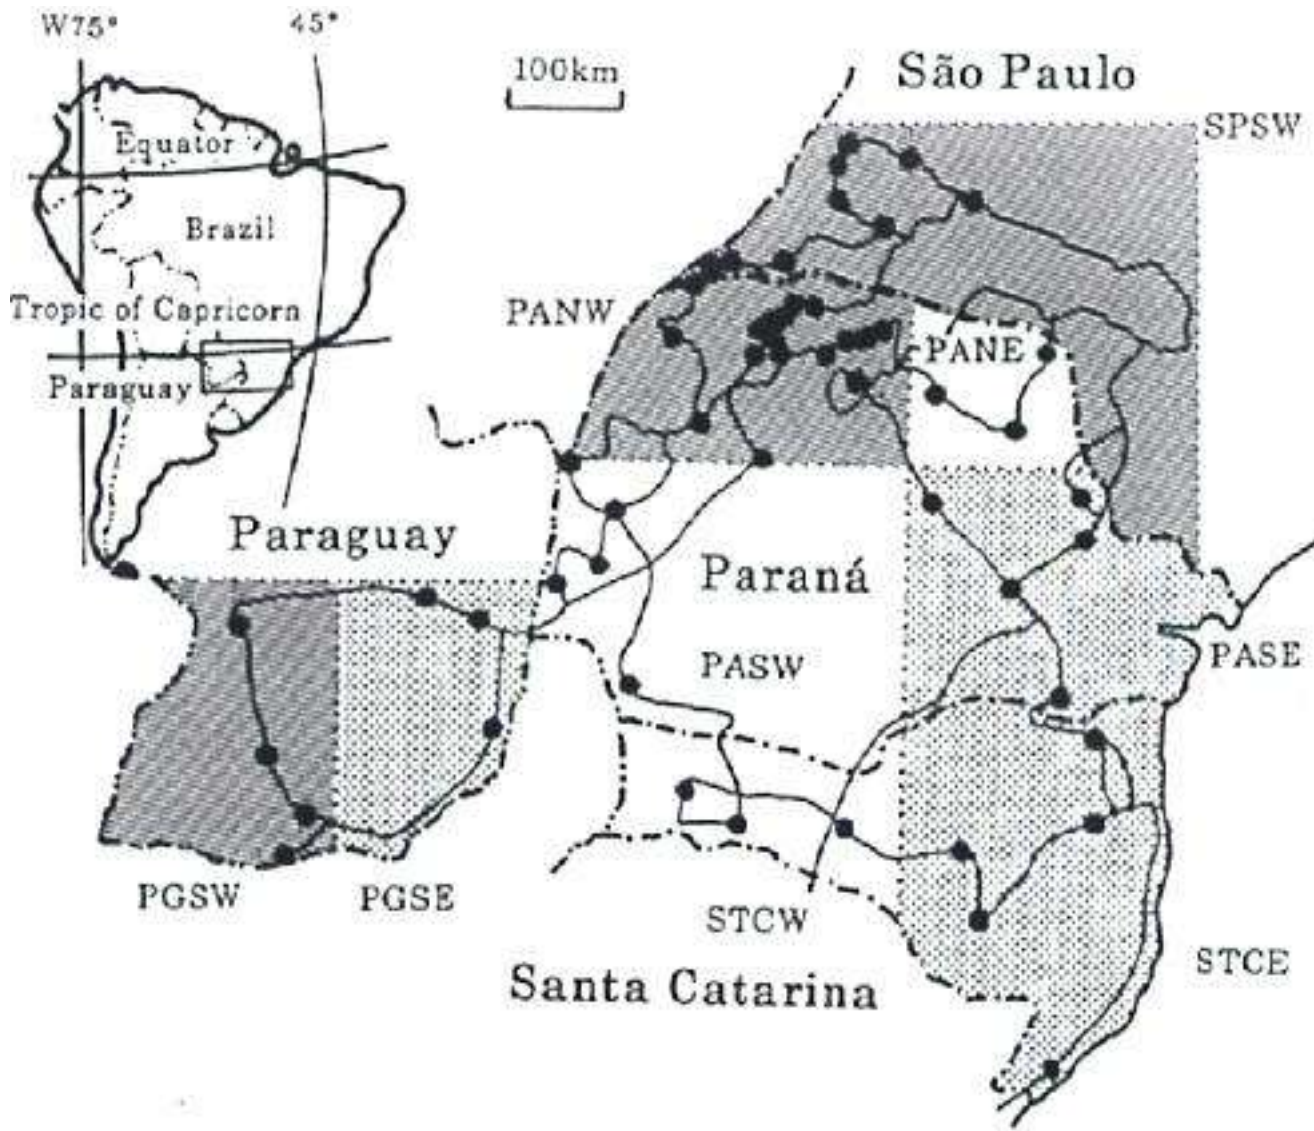 W75°
45°
100km
São Paulo
SPSW
Equator
Brazil
Tropic of Capricorn
PANW
PANE
Paraguay
Paraguay
Paraná
PASW
PASE
PGSW
PGSE
STCW
STCE
Santa Catarina